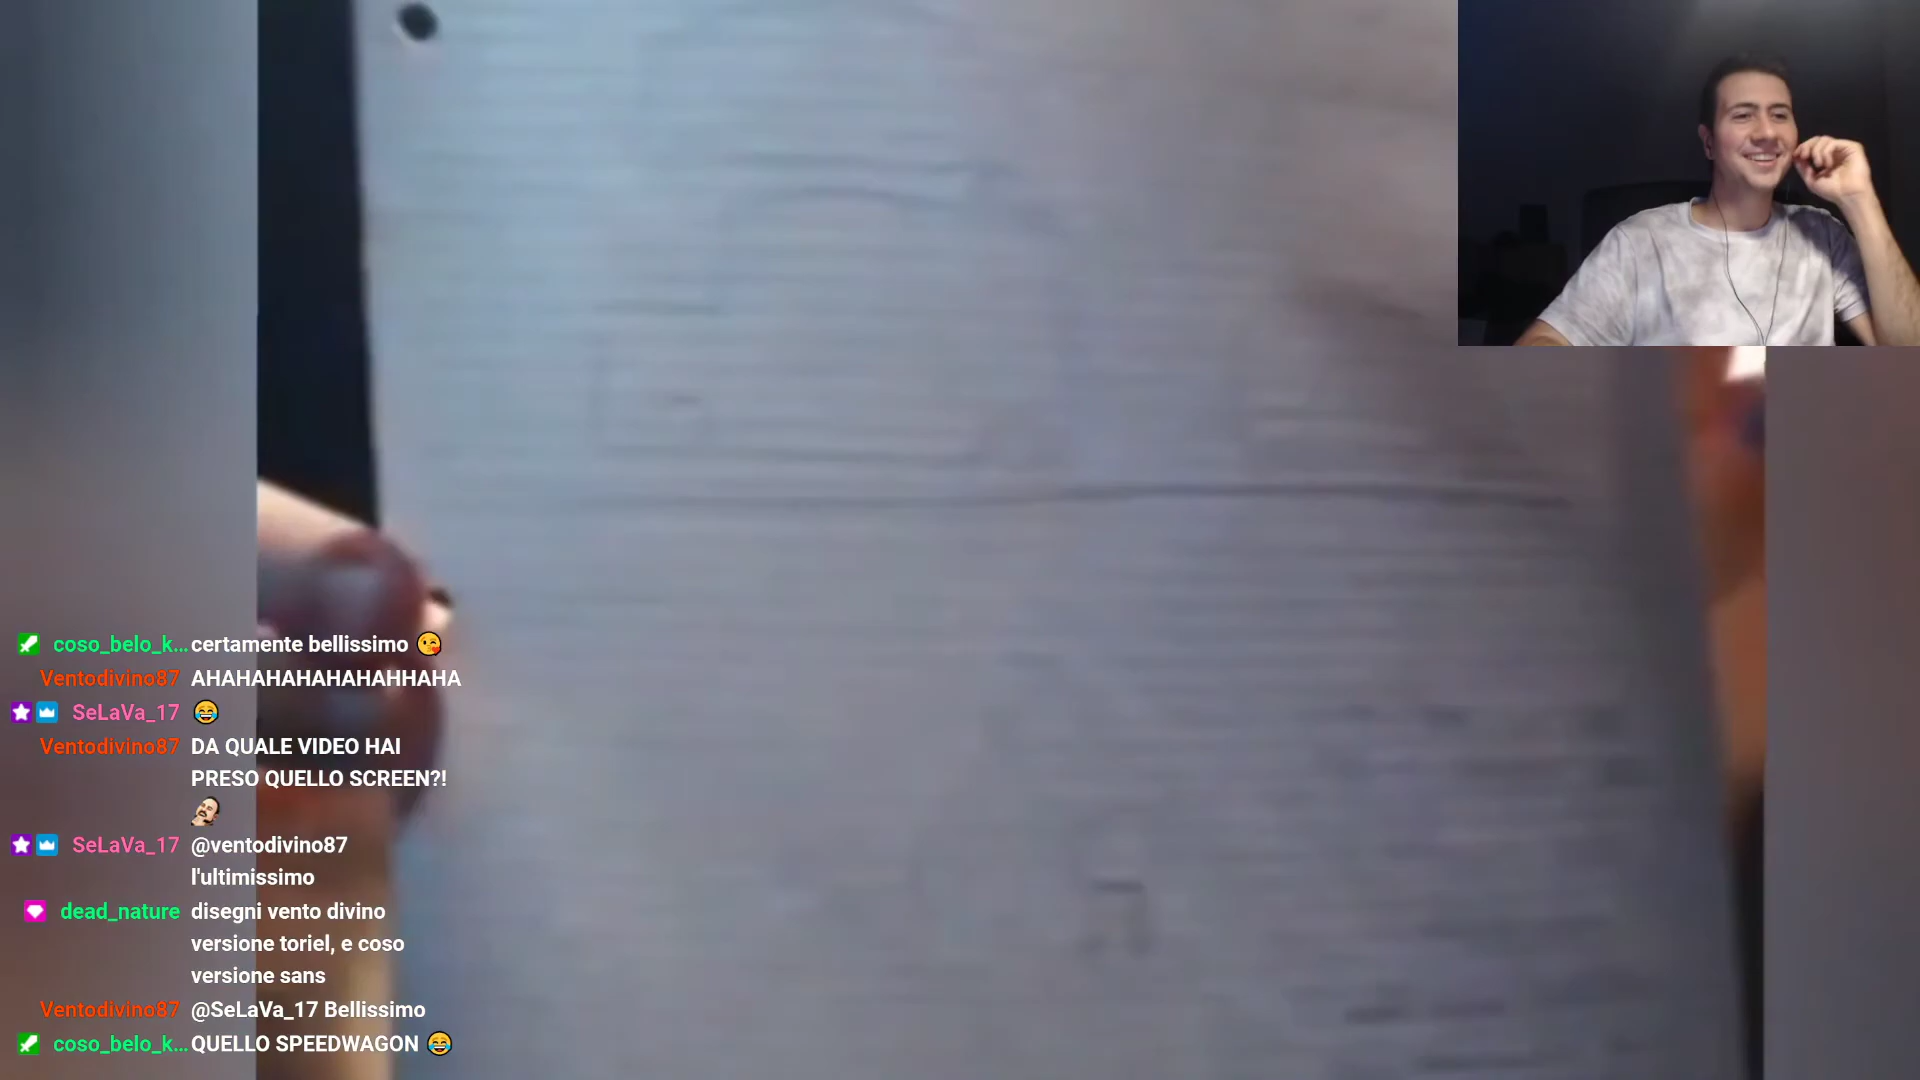 coso_belo_k... certamente bellissimo 😘
Ventodivino87 AHAHAHAHAHAHAHHAHA
SeLaVa_17 😂
Ventodivino87 DA QUALE VIDEO HAI
PRESO QUELLO SCREEN?!
SeLaVa_17 @ventodivino87
l'ultimissimo
dead_nature disegni vento divino
versione toriel, e coso
versione sans
Ventodivino87 @SeLaVa_17 Bellissimo
coso_belo_k... QUELLO SPEEDWAGON 😂